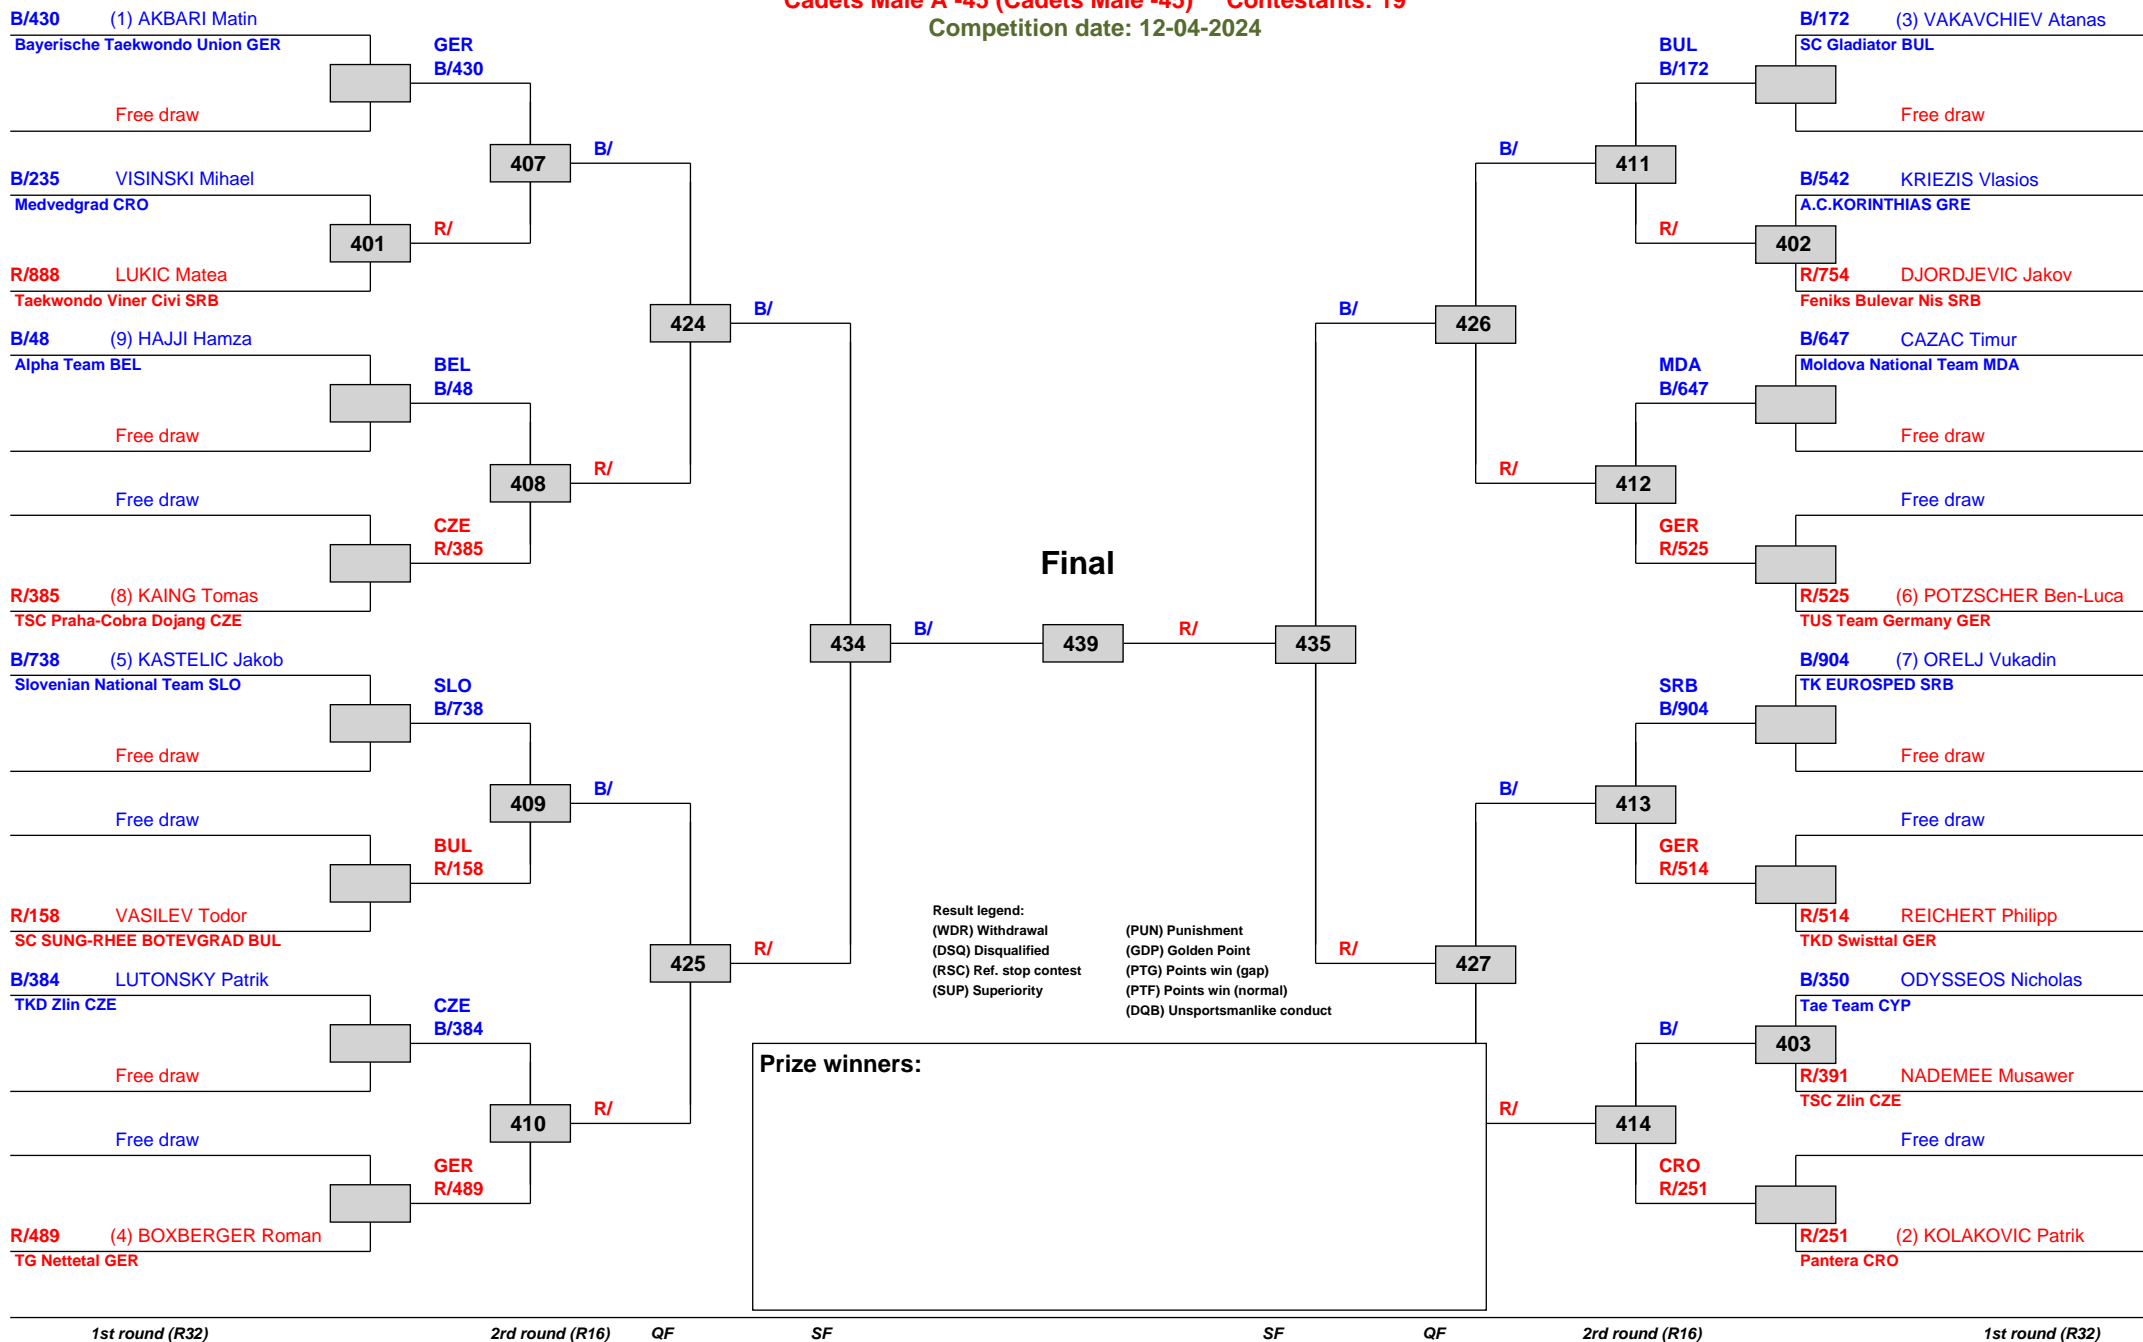 Cadets Male A -45 (Cadets Male -45) Contestants: 19
Competition date: 12-04-2024
B/430 (1) AKBARI Matin
Bayerische Taekwondo Union GER
GER
B/430
Free draw
407
B/
B/235 VISINSKI Mihael
Medvedgrad CRO
401
R/
R/888 LUKIC Matea
Taekwondo Viner Civi SRB
424
B/
B/48 (9) HAJJI Hamza
Alpha Team BEL
BEL
B/48
Free draw
408
R/
Free draw
CZE
R/385
R/385 (8) KAING Tomas
TSC Praha-Cobra Dojang CZE
434
B/
B/738 (5) KASTELIC Jakob
Slovenian National Team SLO
SLO
B/738
Free draw
409
B/
Free draw
BUL
R/158
R/158 VASILEV Todor
SC SUNG-RHEE BOTEVGRAD BUL
425
R/
B/384 LUTONSKY Patrik
TKD Zlin CZE
CZE
B/384
Free draw
410
R/
Free draw
GER
R/489
R/489 (4) BOXBERGER Roman
TG Nettetal GER
Final
439
R/
435
B/172 (3) VAKAVCHIEV Atanas
SC Gladiator BUL
BUL
B/172
Free draw
B/
411
B/542 KRIEZIS Vlasios
A.C.KORINTHIAS GRE
R/
402
R/754 DJORDJEVIC Jakov
Feniks Bulevar Nis SRB
B/
426
B/647 CAZAC Timur
Moldova National Team MDA
MDA
B/647
Free draw
R/
412
Free draw
GER
R/525
R/525 (6) POTZSCHER Ben-Luca
TUS Team Germany GER
B/904 (7) ORELJ Vukadin
TK EUROSPED SRB
SRB
B/904
Free draw
B/
413
Free draw
GER
R/514
R/514 REICHERT Philipp
TKD Swisttal GER
R/
427
B/350 ODYSSEOS Nicholas
Tae Team CYP
B/
403
R/391 NADEMEE Musawer
TSC Zlin CZE
R/
414
Free draw
CRO
R/251
R/251 (2) KOLAKOVIC Patrik
Pantera CRO
Result legend:
(WDR) Withdrawal (PUN) Punishment
(DSQ) Disqualified (GDP) Golden Point
(RSC) Ref. stop contest (PTG) Points win (gap)
(SUP) Superiority (PTF) Points win (normal)
(DQB) Unsportsmanlike conduct
Prize winners:
1st round (R32) 2rd round (R16) QF SF SF QF 2rd round (R16) 1st round (R32)